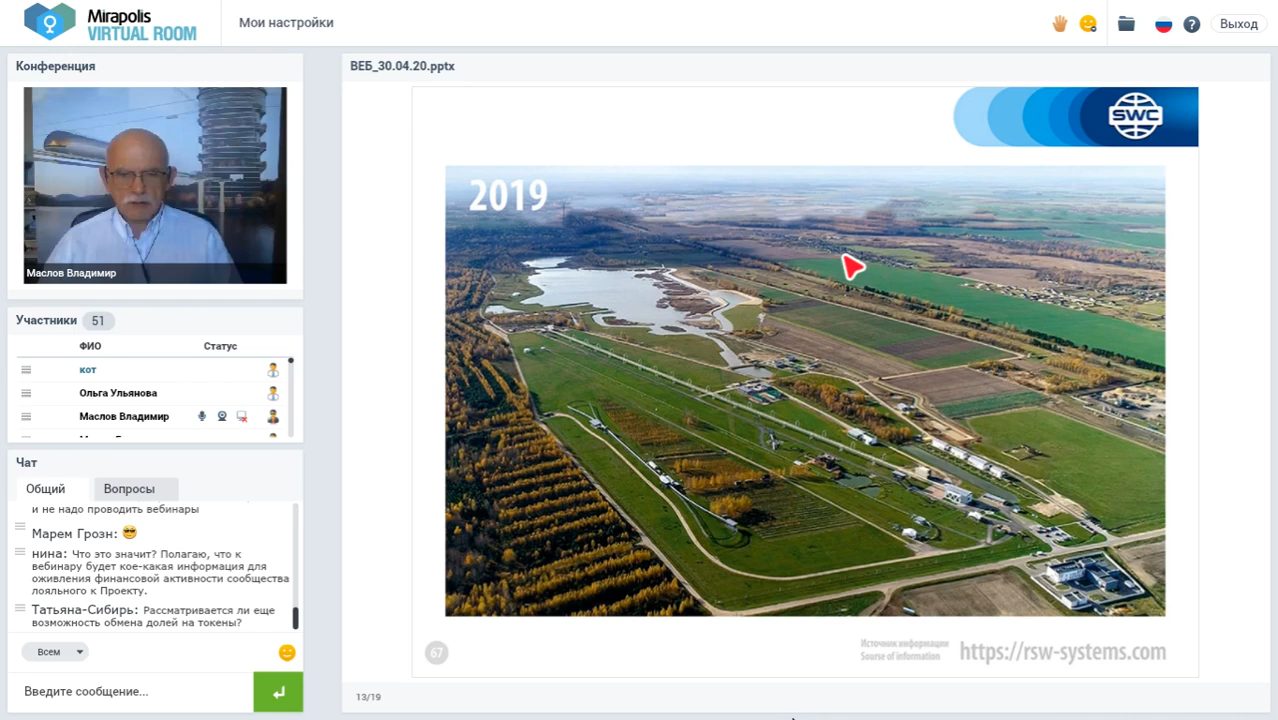 Mirapolis
VIRTUAL ROOM
Мои настройки
?
Выход
Конференция
Маслов Владимир
ВЕБ_30.04.20.pptx
SWC
2019
Участники 51
ФИО Статус
кот
Ольга Ульянова
Маслов Владимир
Чат
Общий Вопросы
и не надо проводить вебинары
Марем Грозн:
нина: Что это значит? Полагаю, что к
вебинару будет кое-какая информация для
оживления финансовой активности сообщества
лояльного к Проекту.
Татьяна-Сибирь: Рассматривается ли еще
возможность обмена долей на токены?
Всем
Введите сообщение...
67
Источник информации
Sourse of information
https://rsw-systems.com
13/19